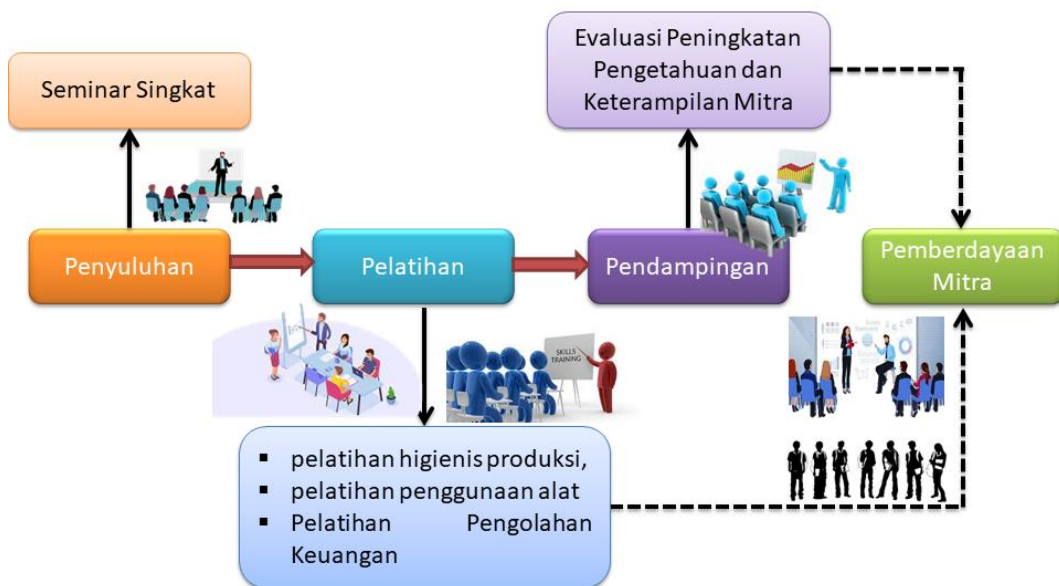 Seminar Singkat
Evaluasi Peningkatan
Pengetahuan dan
Keterampilan Mitra
Penyuluhan
Pelatihan
Pendampingan
Pemberdayaan
Mitra
SKILLS
TRAINING
▪ pelatihan higienis produksi,
▪ pelatihan penggunaan alat
▪ Pelatihan Pengolahan
Keuangan